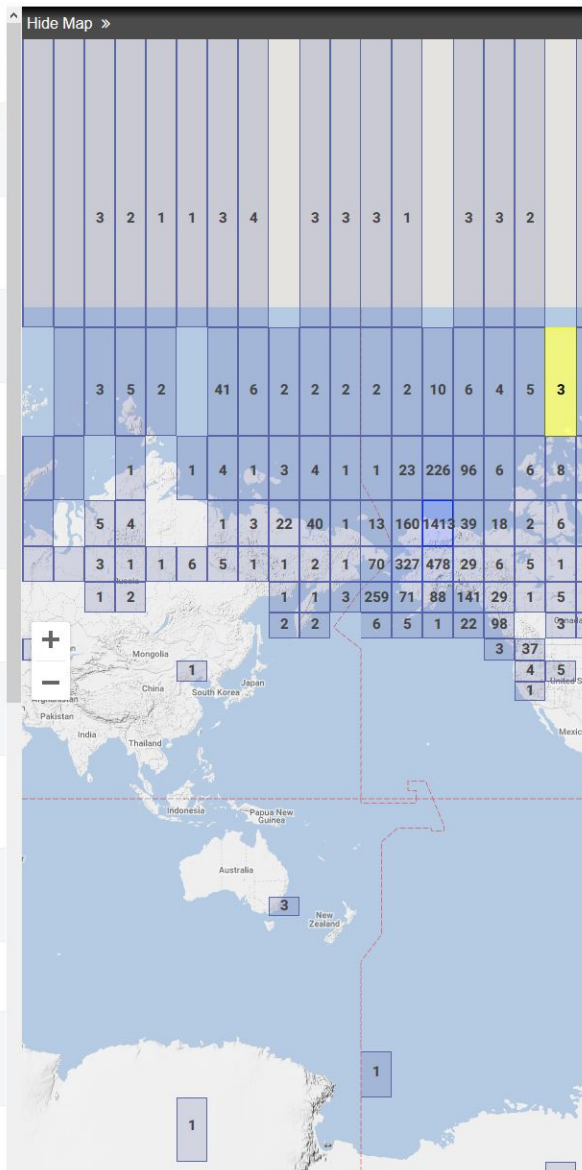 Hide Map »
3 2 1 1 3 4 3 3 3 1 3 3 2
3 5 2 41 6 2 2 2 2 2 10 6 4 5 3
1 1 4 1 3 4 1 1 23 226 96 6 6 8
5 4 1 3 22 40 1 13 160 1413 39 18 2 6
3 1 1 6 5 1 1 2 1 70 327 478 29 6 5 1
Russia
1 2 1 1 3 259 71 88 141 29 1 5
2 2 6 5 1 22 98 3
Canada
+
3 37
Mongolia
1 4 5
China
South Korea
Japan
United S
−
1
Pakistan
India
Mexic
Thailand
Indonesia
Papua New
Guinea
Australia
3
New
Zealand
1
1